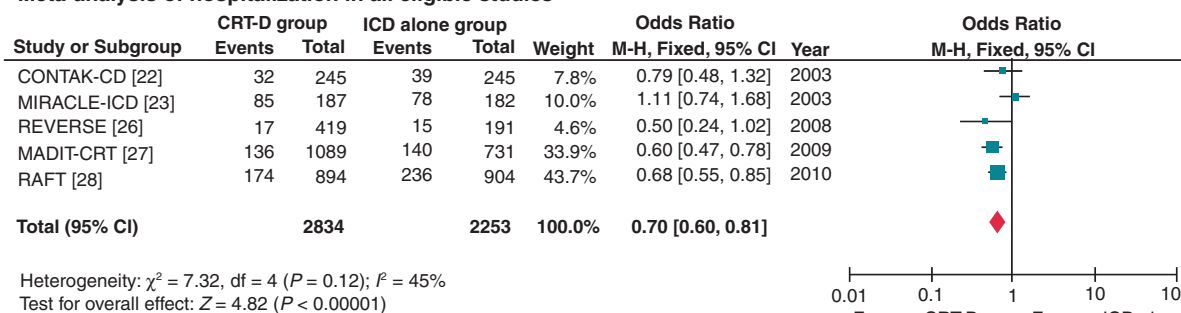 CRT-D group ICD alone group Odds Ratio Odds Ratio
Study or Subgroup Events Total Events Total Weight M-H, Fixed, 95% CI Year M-H, Fixed, 95% CI
CONTAK-CD [22] 32 245 39 245 7.8% 0.79 [0.48, 1.32] 2003
MIRACLE-ICD [23] 85 187 78 182 10.0% 1.11 [0.74, 1.68] 2003
REVERSE [26] 17 419 15 191 4.6% 0.50 [0.24, 1.02] 2008
MADIT-CRT [27] 136 1089 140 731 33.9% 0.60 [0.47, 0.78] 2009
RAFT [28] 174 894 236 904 43.7% 0.68 [0.55, 0.85] 2010
Total (95% CI) 2834 2253 100.0% 0.70 [0.60, 0.81]
Heterogeneity: χ² = 7.32, df = 4 (P = 0.12); I² = 45%
Test for overall effect: Z = 4.82 (P < 0.00001)
0.01 0.1 1 10